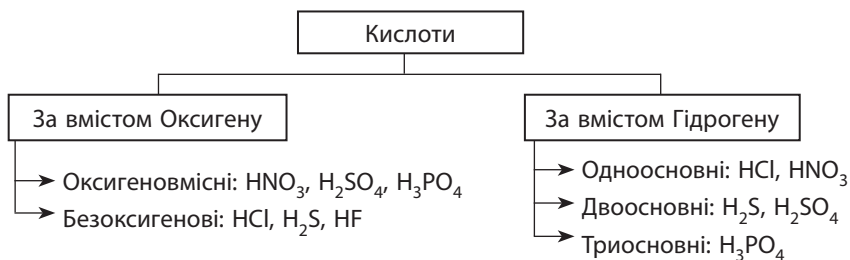 Кислоти
За вмістом Оксигену
Оксигеновмісні: HNO₃, H₂SO₄, H₃PO₄
Безоксигенові: HCl, H₂S, HF
За вмістом Гідрогену
Одноосновні: HCl, HNO₃
Двоосновні: H₂S, H₂SO₄
Триосновні: H₃PO₄